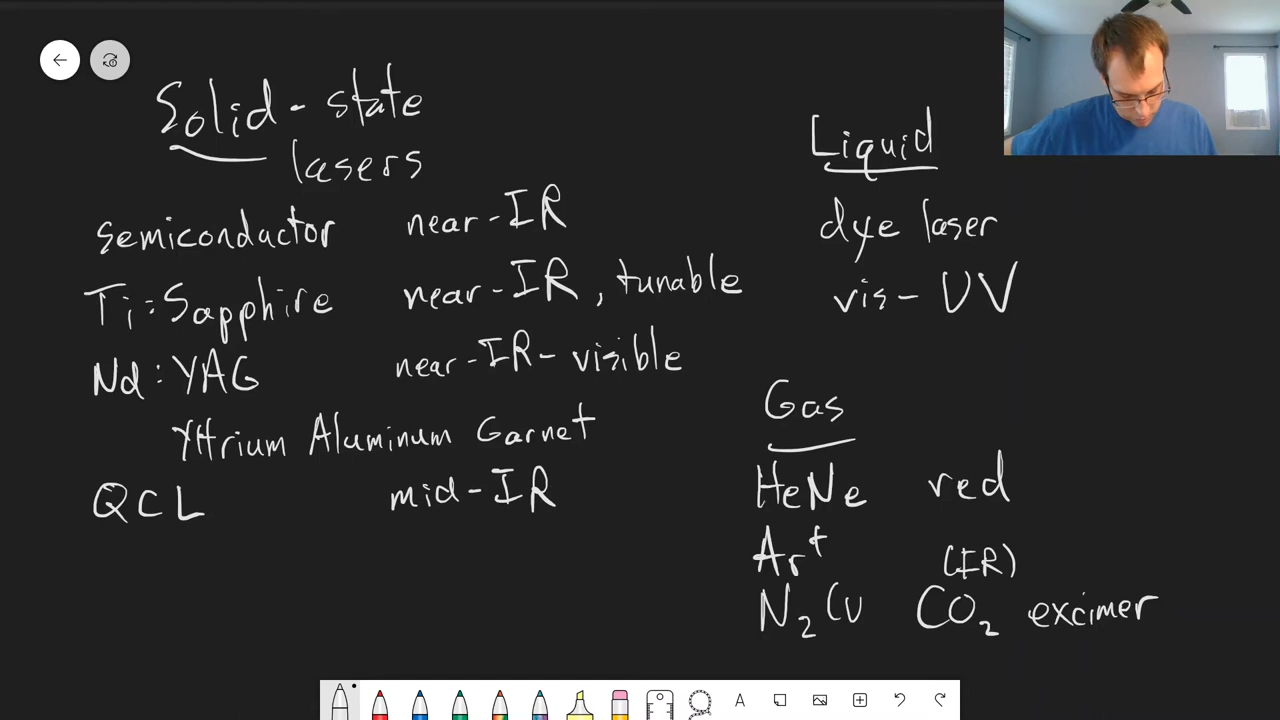 Solid-state
lasers
semiconductor near-IR
Ti:Sapphire near-IR, tunable
Nd:YAG near-IR-visible
Yttrium Aluminum Garnet
QCL mid-IR
Liquid
dye laser
vis-UV
Gas
HeNe red
Ar+ (IR)
N2 (U CO2 excimer
A